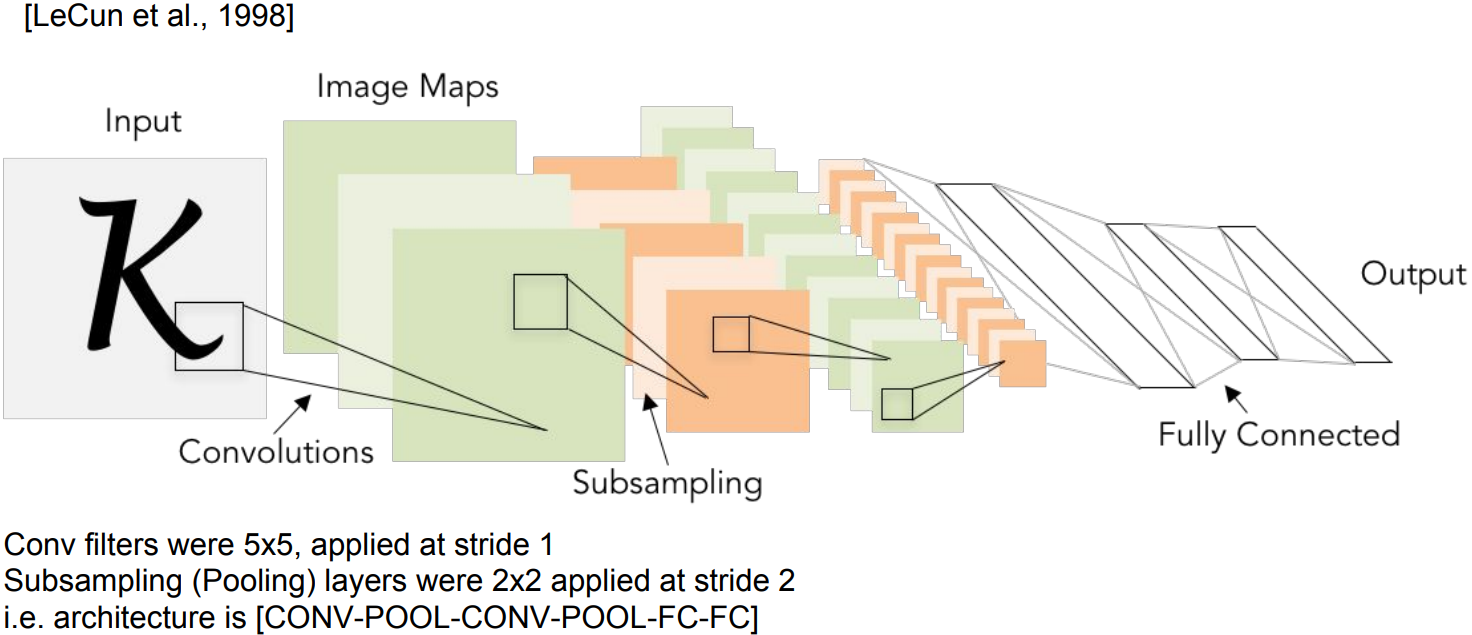 [LeCun et al., 1998]
Image Maps
Input
K
Output
Convolutions
Fully Connected
Subsampling
Conv filters were 5x5, applied at stride 1
Subsampling (Pooling) layers were 2x2 applied at stride 2
i.e. architecture is [CONV-POOL-CONV-POOL-FC-FC]